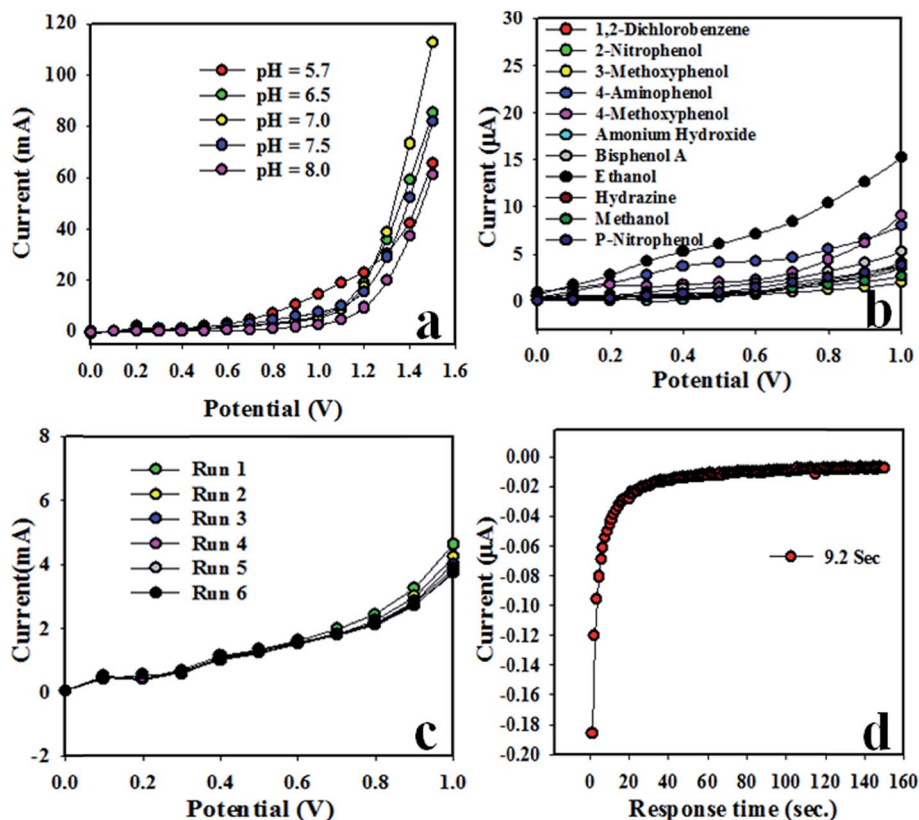 120
100
80
60
40
20
0
Current (mA)
pH = 5.7
pH = 6.5
pH = 7.0
pH = 7.5
pH = 8.0
a
0.0 0.2 0.4 0.6 0.8 1.0 1.2 1.4 1.6
Potential (V)
30
25
20
15
10
5
0
Current (µA)
1,2-Dichlorobenzene
2-Nitrophenol
3-Methoxyphenol
4-Aminophenol
4-Methoxyphenol
Amonium Hydroxide
Bisphenol A
Ethanol
Hydrazine
Methanol
P-Nitrophenol
b
0.0 0.2 0.4 0.6 0.8 1.0
Potential (V)
8
6
4
2
0
-2
Current(mA)
Run 1
Run 2
Run 3
Run 4
Run 5
Run 6
c
0.0 0.2 0.4 0.6 0.8 1.0
Potential (V)
0.00
-0.02
-0.04
-0.06
-0.08
-0.10
-0.12
-0.14
-0.16
-0.18
-0.20
Current (µA)
9.2 Sec
d
0 20 40 60 80 100 120 140 160
Response time (sec.)